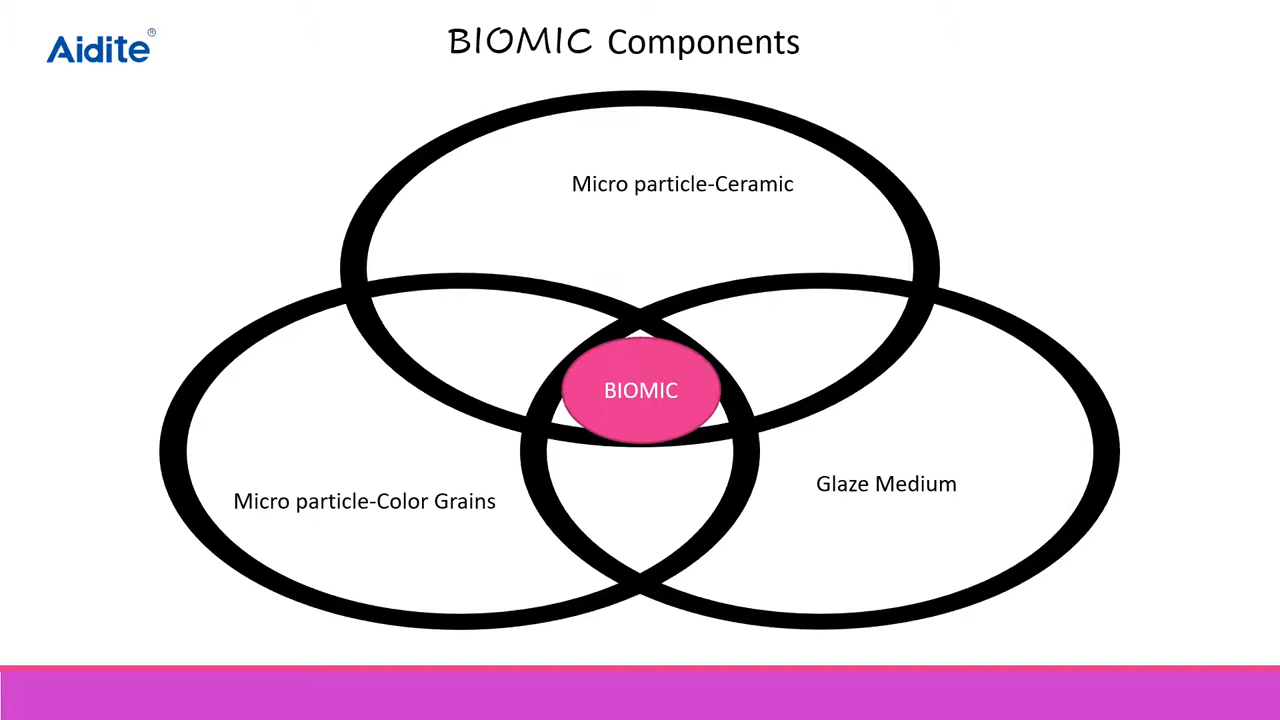 Aidite®
BIOMIC Components
Micro particle-Ceramic
BIOMIC
Glaze Medium
Micro particle-Color Grains